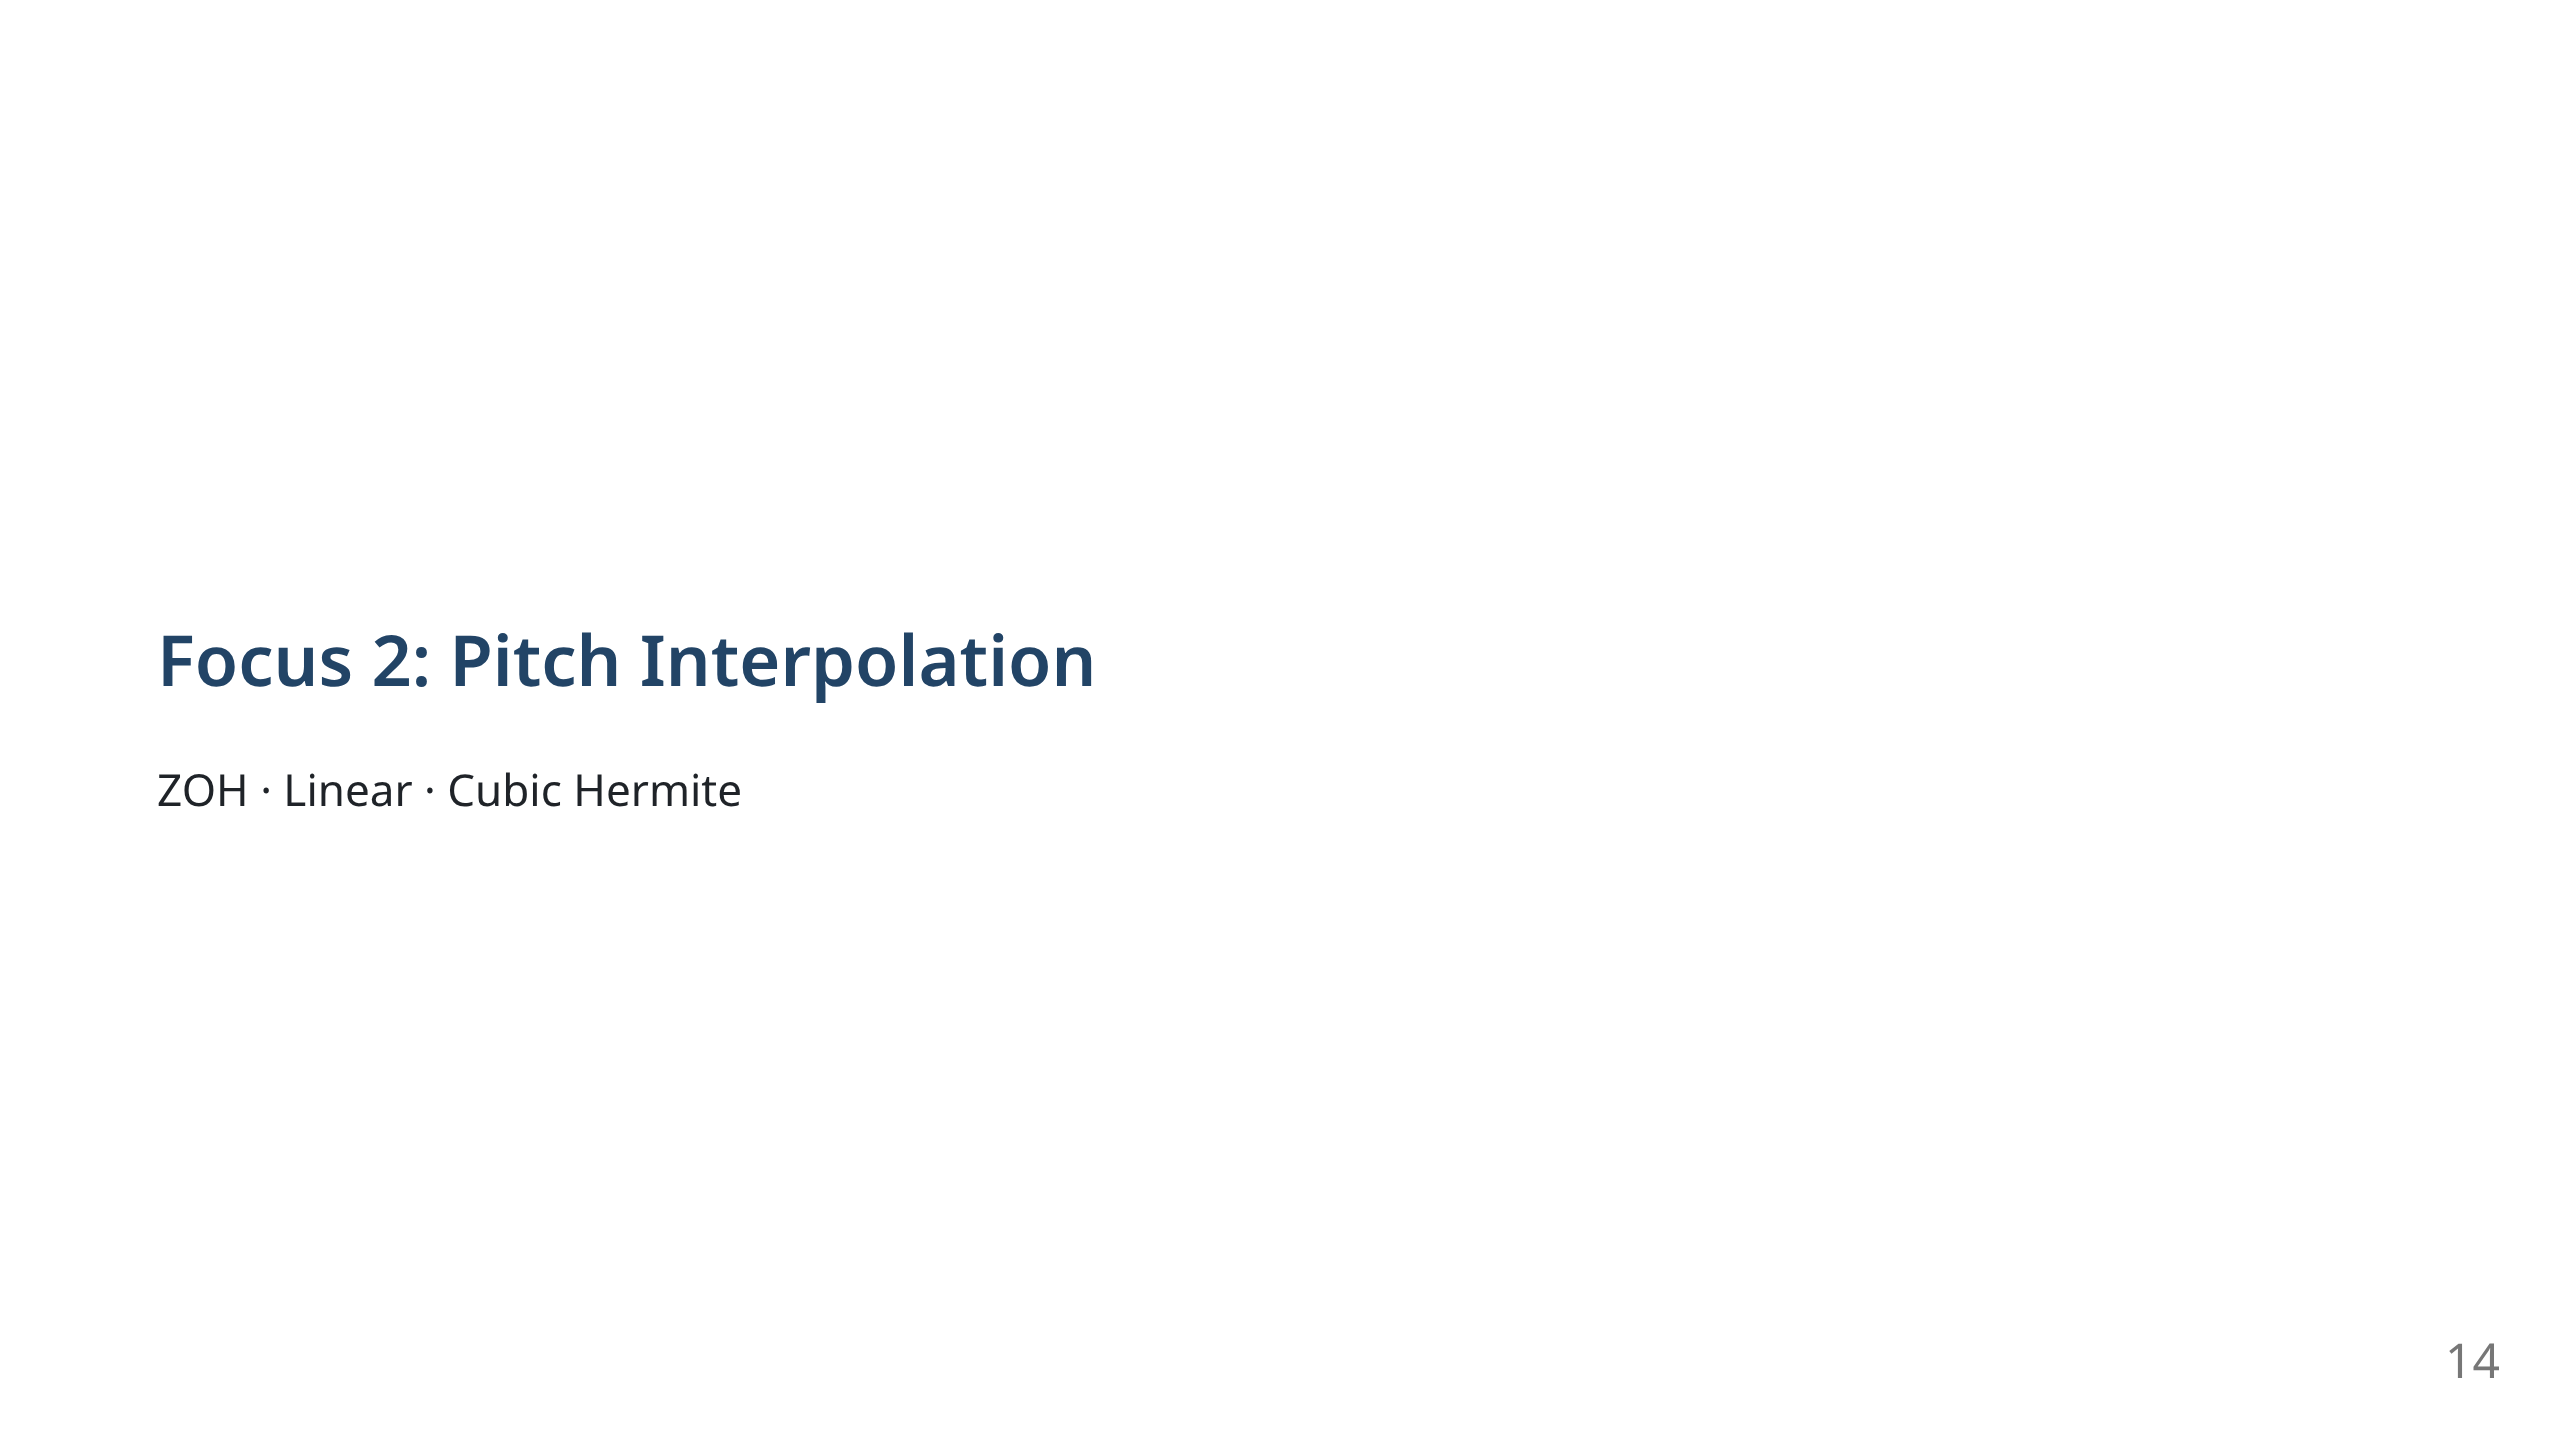 Focus 2: Pitch Interpolation
ZOH · Linear · Cubic Hermite
14